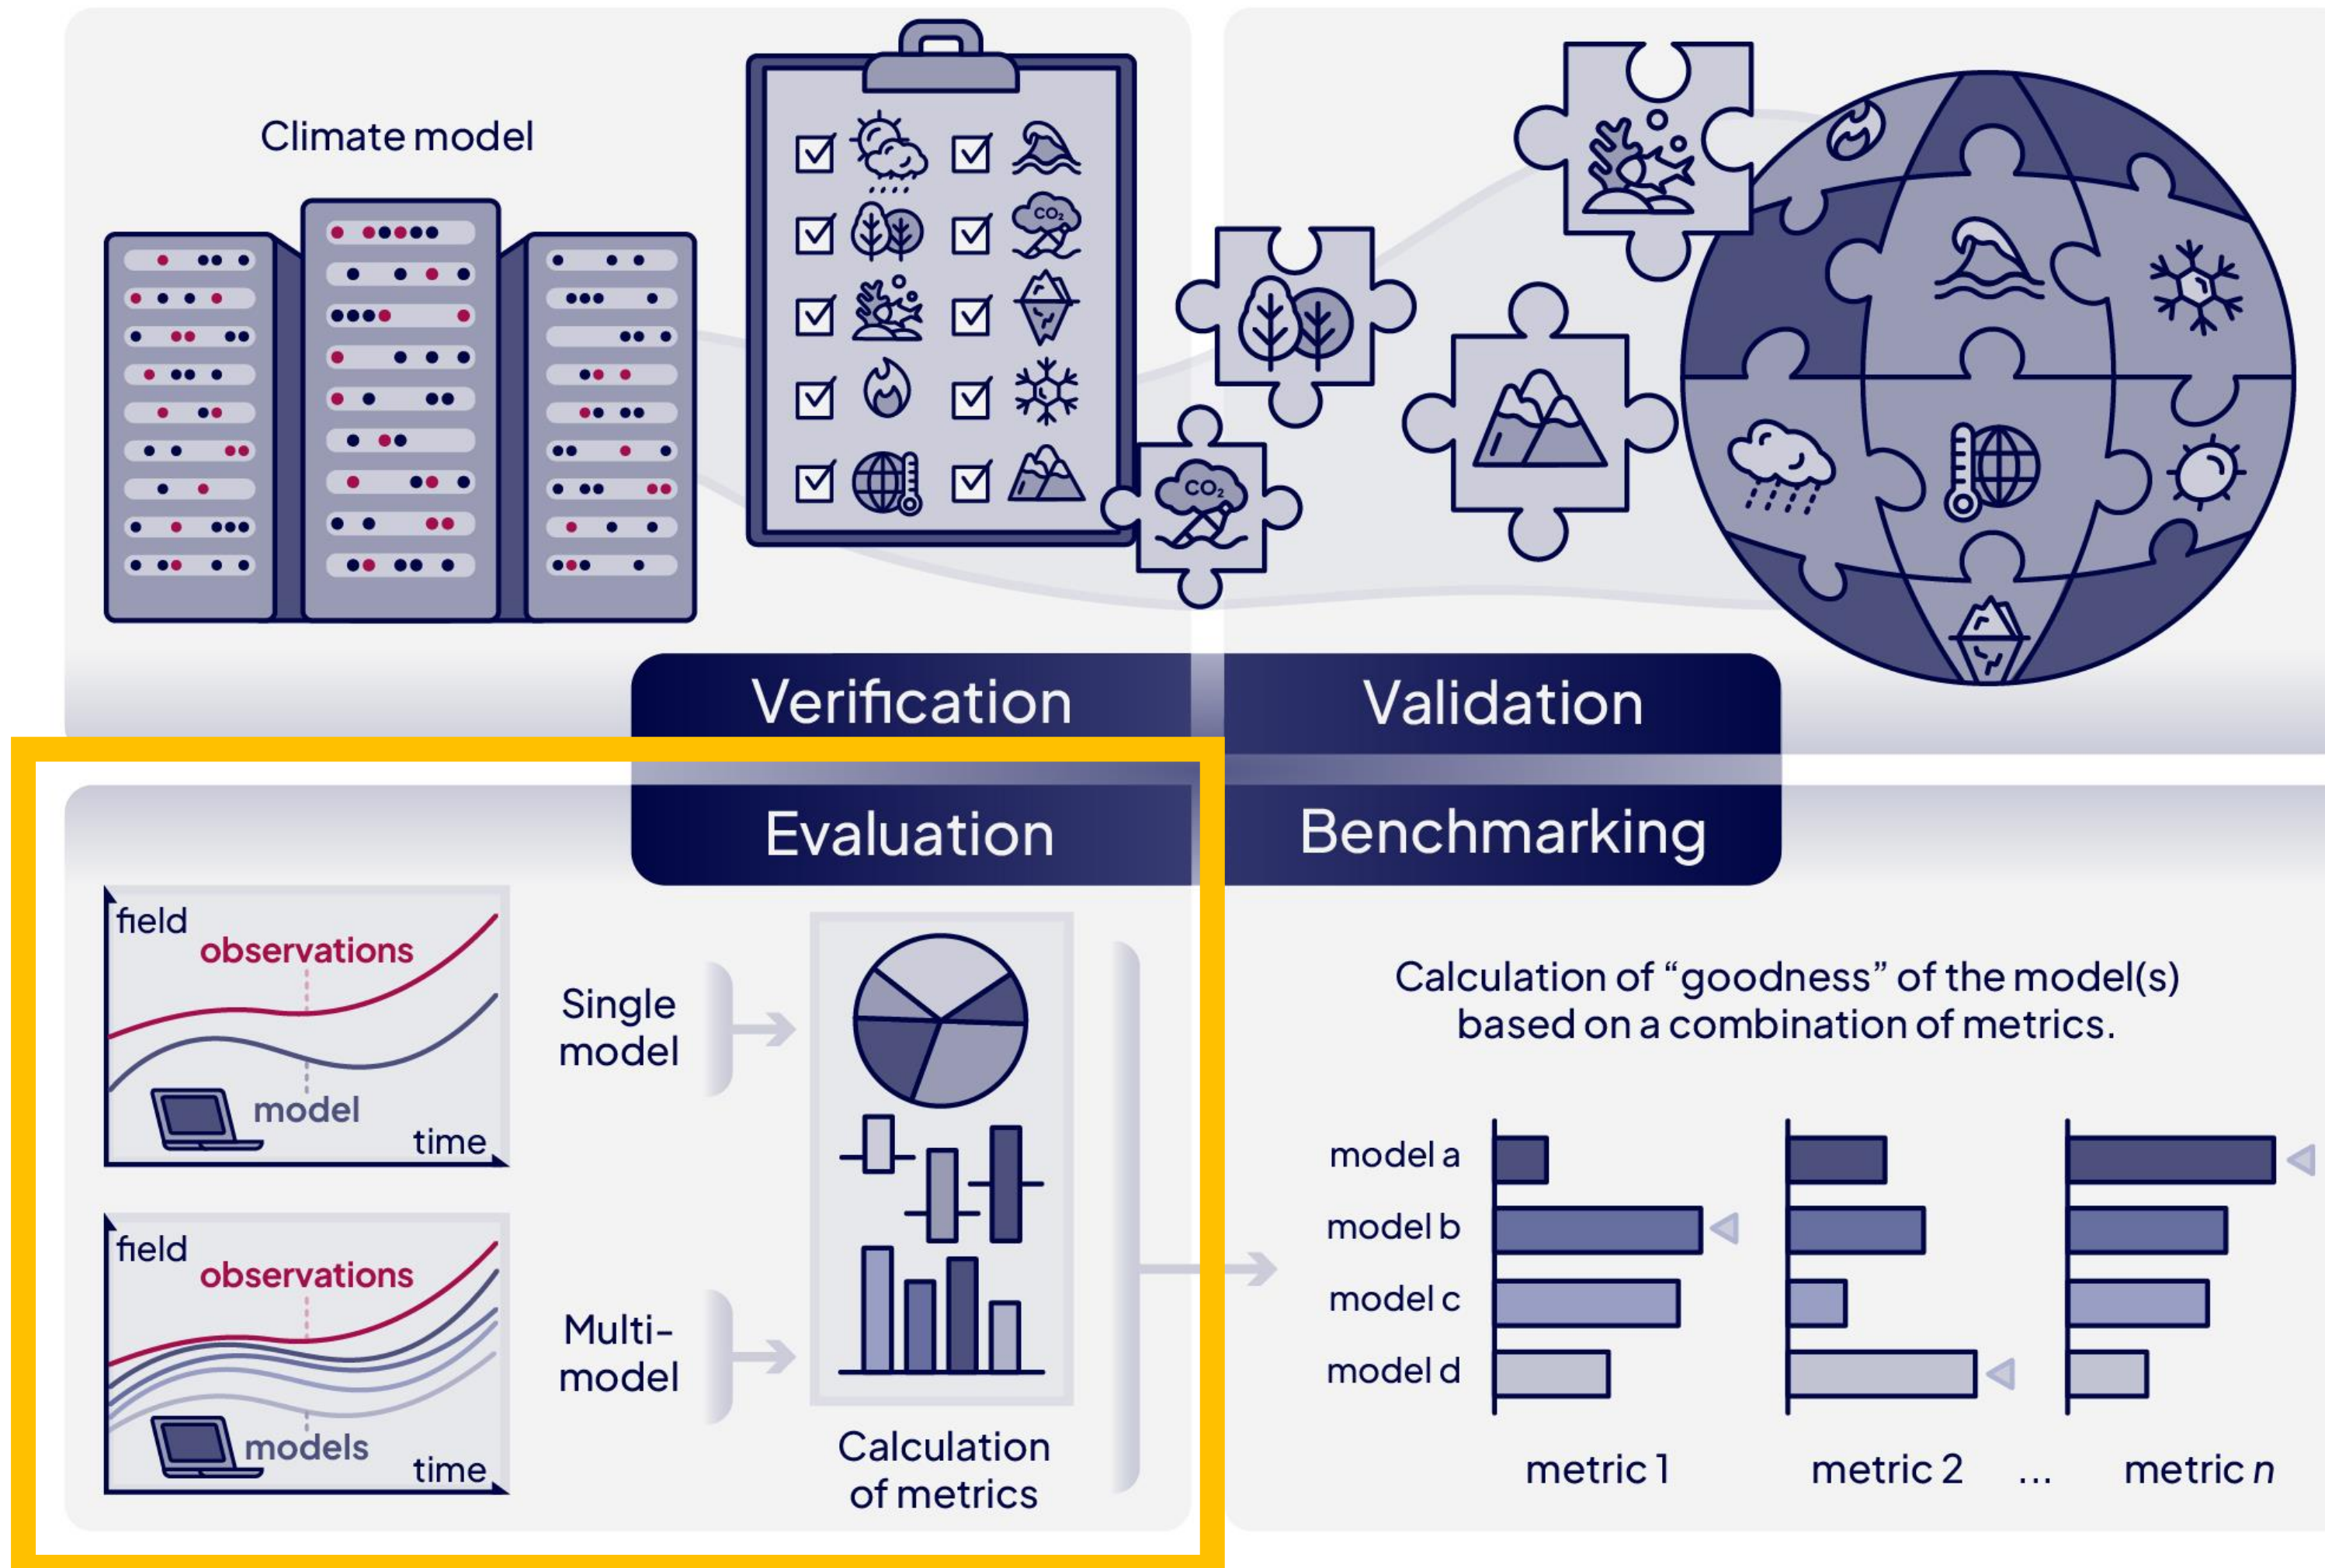 Climate model
CO₂
CO₂
Verification
Validation
Evaluation
Benchmarking
field
observations
model
time
Single
model
field
observations
models
time
Multi-
model
Calculation
of metrics
Calculation of “goodness” of the model(s)
based on a combination of metrics.
model a
model b
model c
model d
metric 1
metric 2
...
metric n